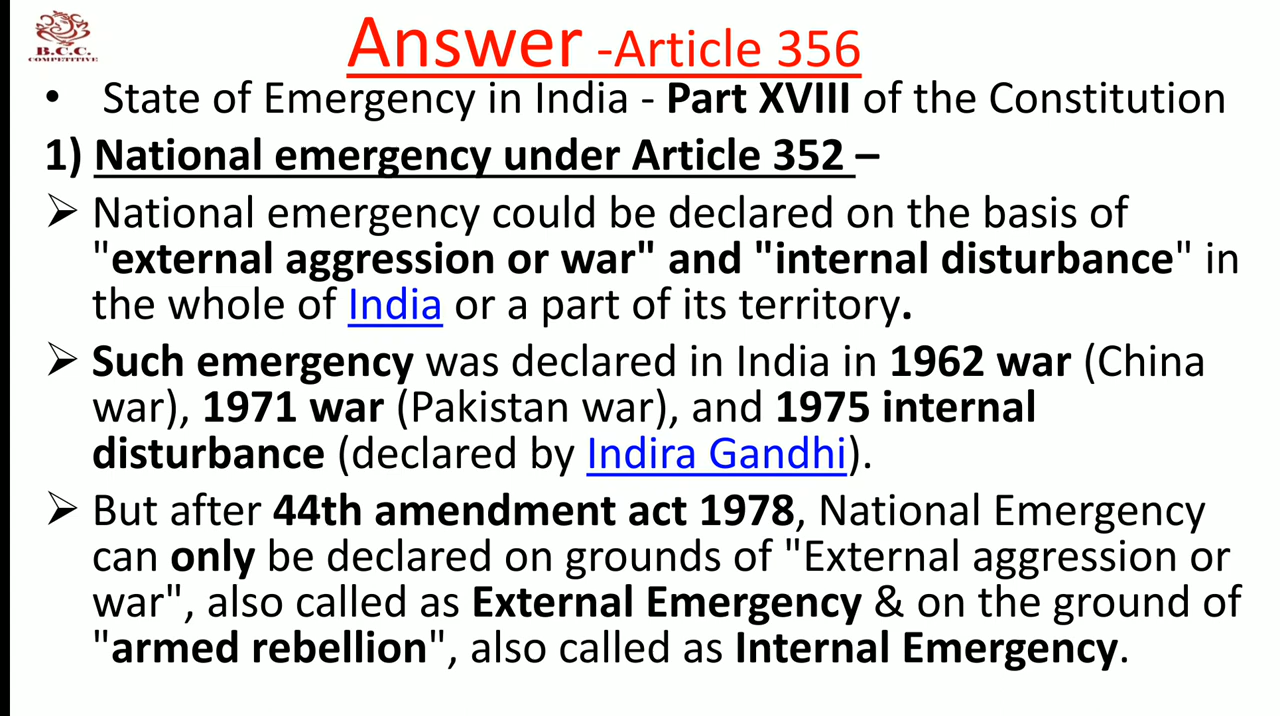 B.C.C.
COMPETITIVE
Answer -Article 356
• State of Emergency in India - Part XVIII of the Constitution
1) National emergency under Article 352 –
➢ National emergency could be declared on the basis of
"external aggression or war" and "internal disturbance" in
the whole of India or a part of its territory.
➢ Such emergency was declared in India in 1962 war (China
war), 1971 war (Pakistan war), and 1975 internal
disturbance (declared by Indira Gandhi).
➢ But after 44th amendment act 1978, National Emergency
can only be declared on grounds of "External aggression or
war", also called as External Emergency & on the ground of
"armed rebellion", also called as Internal Emergency.